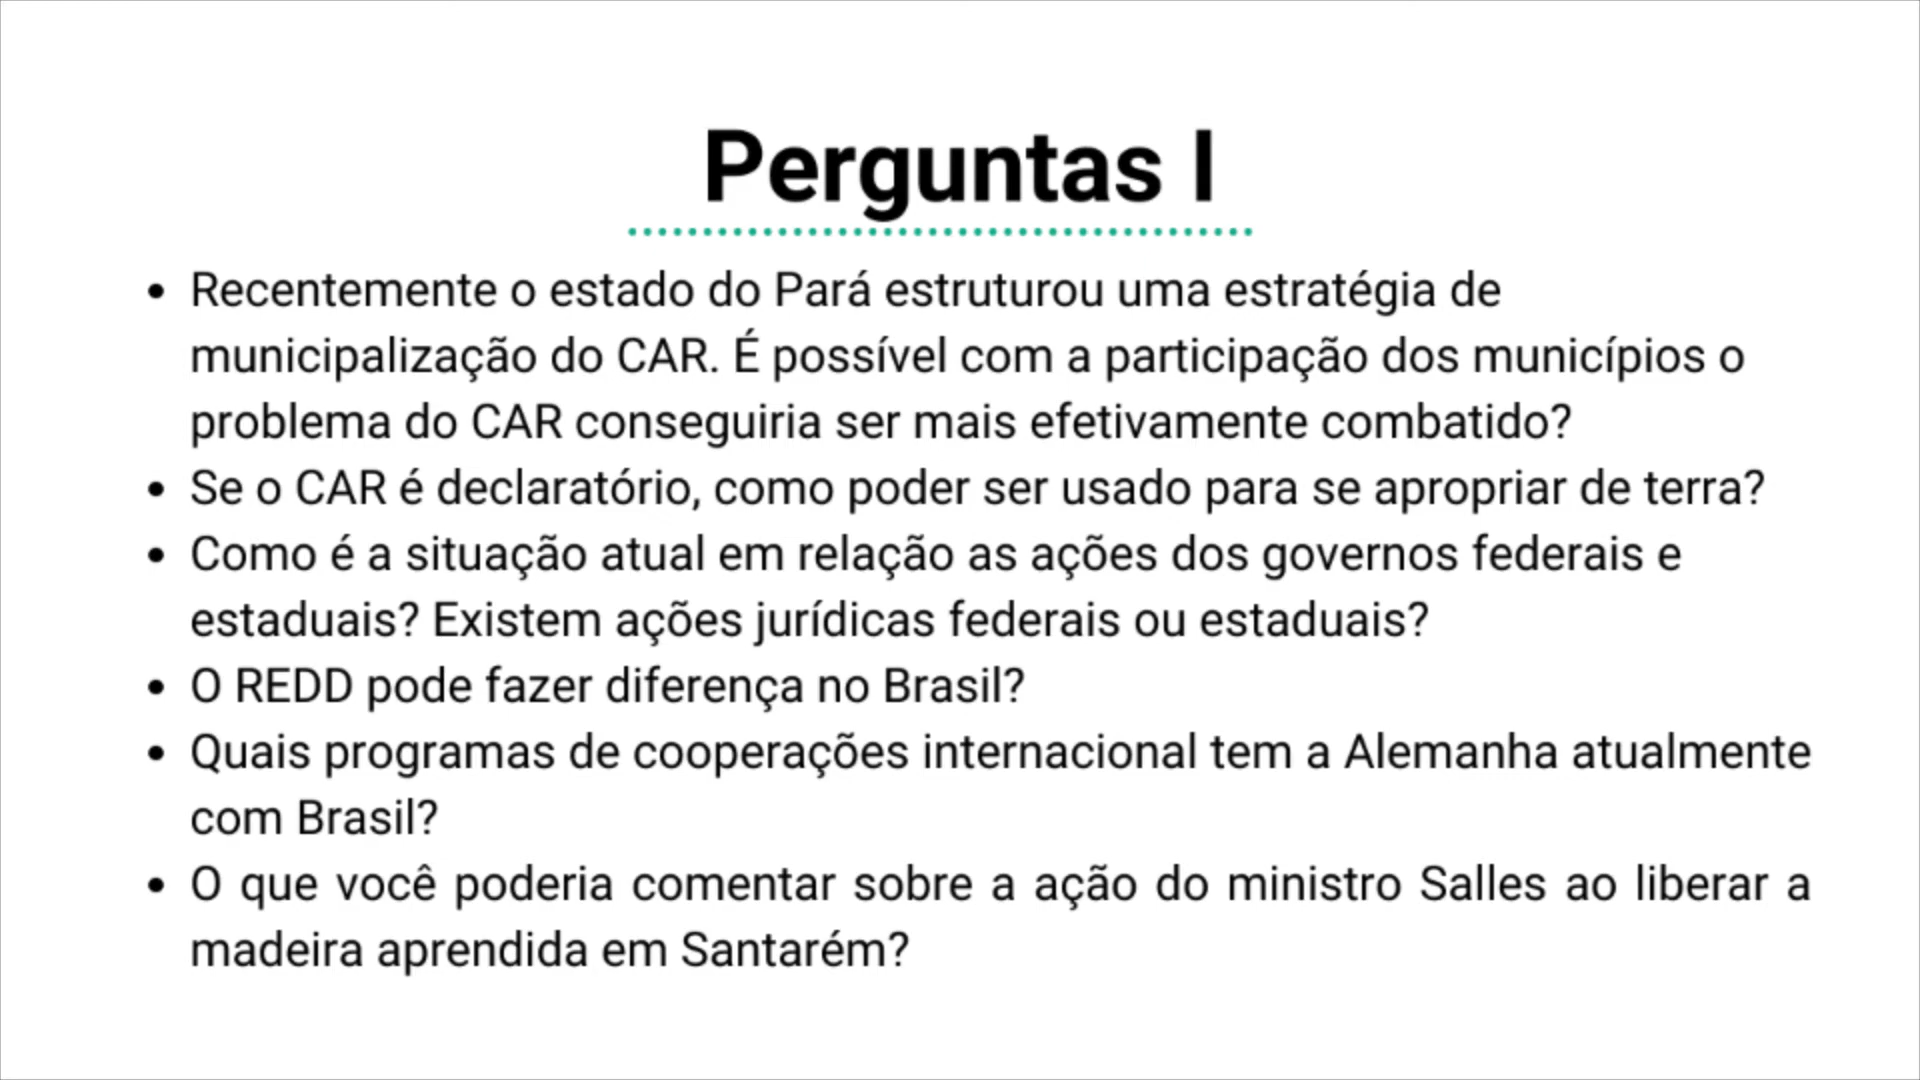 Perguntas I
• Recentemente o estado do Pará estruturou uma estratégia de
municipalização do CAR. É possível com a participação dos municípios o
problema do CAR conseguiria ser mais efetivamente combatido?
• Se o CAR é declaratório, como poder ser usado para se apropriar de terra?
• Como é a situação atual em relação as ações dos governos federais e
estaduais? Existem ações jurídicas federais ou estaduais?
• O REDD pode fazer diferença no Brasil?
• Quais programas de cooperações internacional tem a Alemanha atualmente
com Brasil?
• O que você poderia comentar sobre a ação do ministro Salles ao liberar a
madeira aprendida em Santarém?